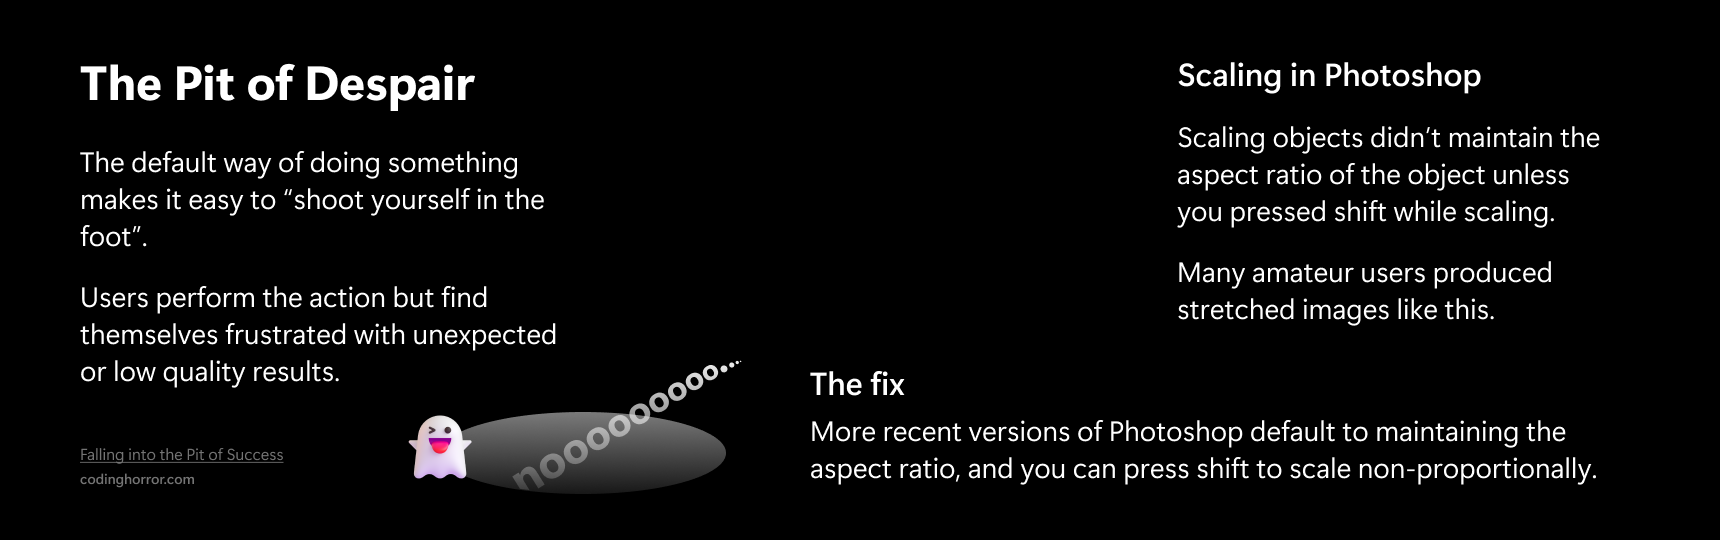 The Pit of Despair
The default way of doing something
makes it easy to “shoot yourself in the
foot”.
Users perform the action but find
themselves frustrated with unexpected
or low quality results.
Falling into the Pit of Success
codinghorror.com
nooooooooo...
Scaling in Photoshop
Scaling objects didn’t maintain the
aspect ratio of the object unless
you pressed shift while scaling.
Many amateur users produced
stretched images like this.
The fix
More recent versions of Photoshop default to maintaining the
aspect ratio, and you can press shift to scale non-proportionally.